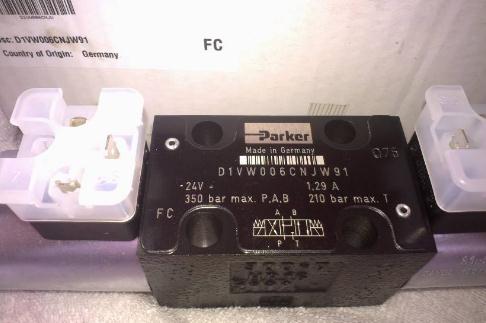 sc: D1VW006CNJW91
Country of Origin: Germany
FC
Parker
Made in Germany
Q75
D1VW006CNJW91
-24V = 1,29 A
350 bar max. P,A,B 210 bar max. T
FC
A B
P T